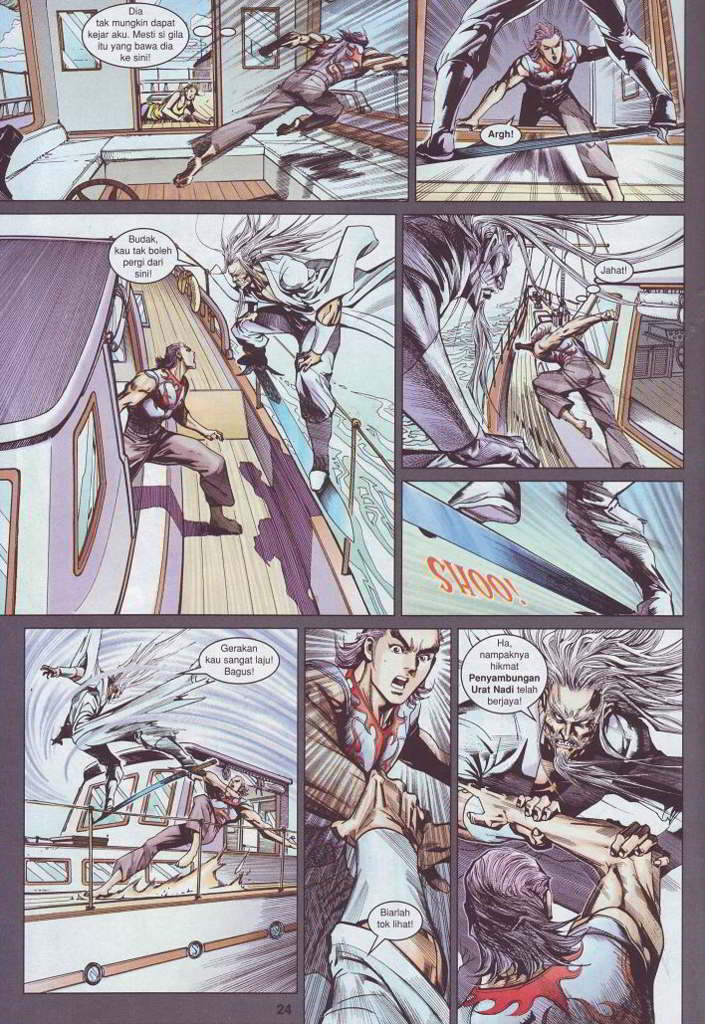 Dia
tak mungkin dapat
kejar aku. Mesti si gila
itu yang bawa dia
ke sini!
Argh!
Budak,
kau tak boleh
pergi dari
sini!
Jahat!
SHOO!
Gerakan
kau sangat laju!
Bagus!
Biarlah
tok lihat!
Ha,
nampaknya
hikmat
Penyambungan
Urat Nadi telah
berjaya!
24